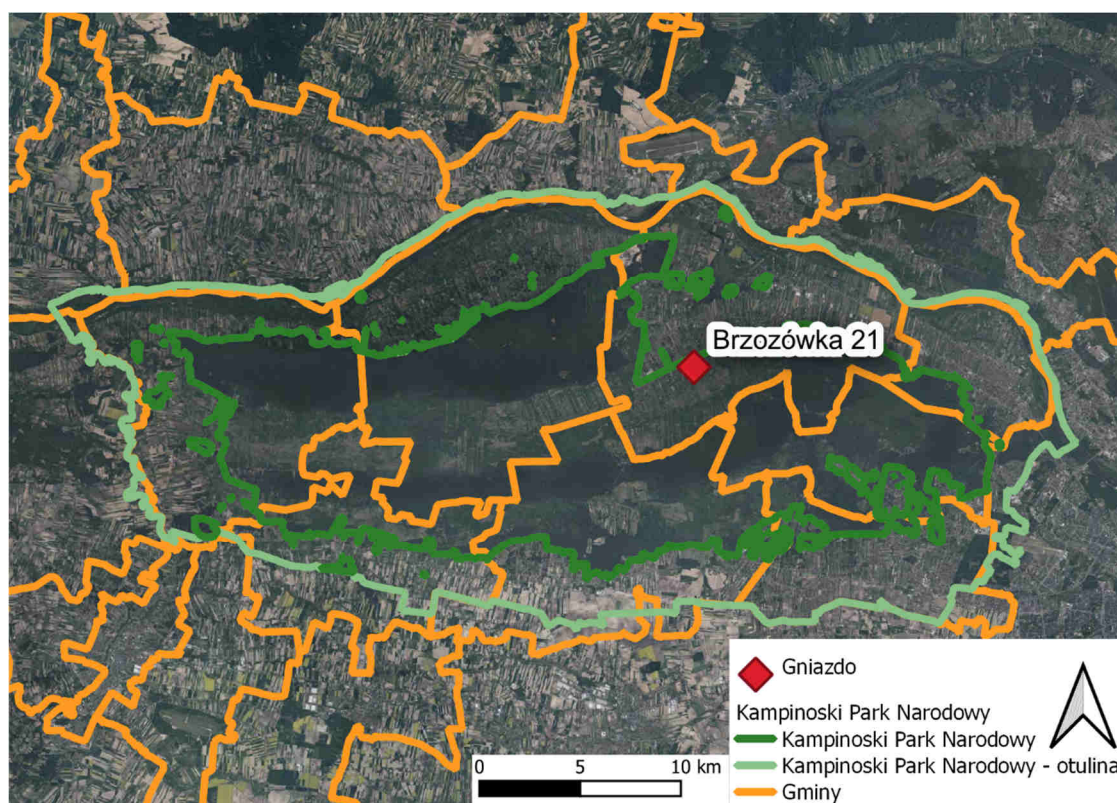 Brzozówka 21
Gniazdo
Kampinoski Park Narodowy
Kampinoski Park Narodowy
Kampinoski Park Narodowy - otulina
Gminy
0 5 10 km